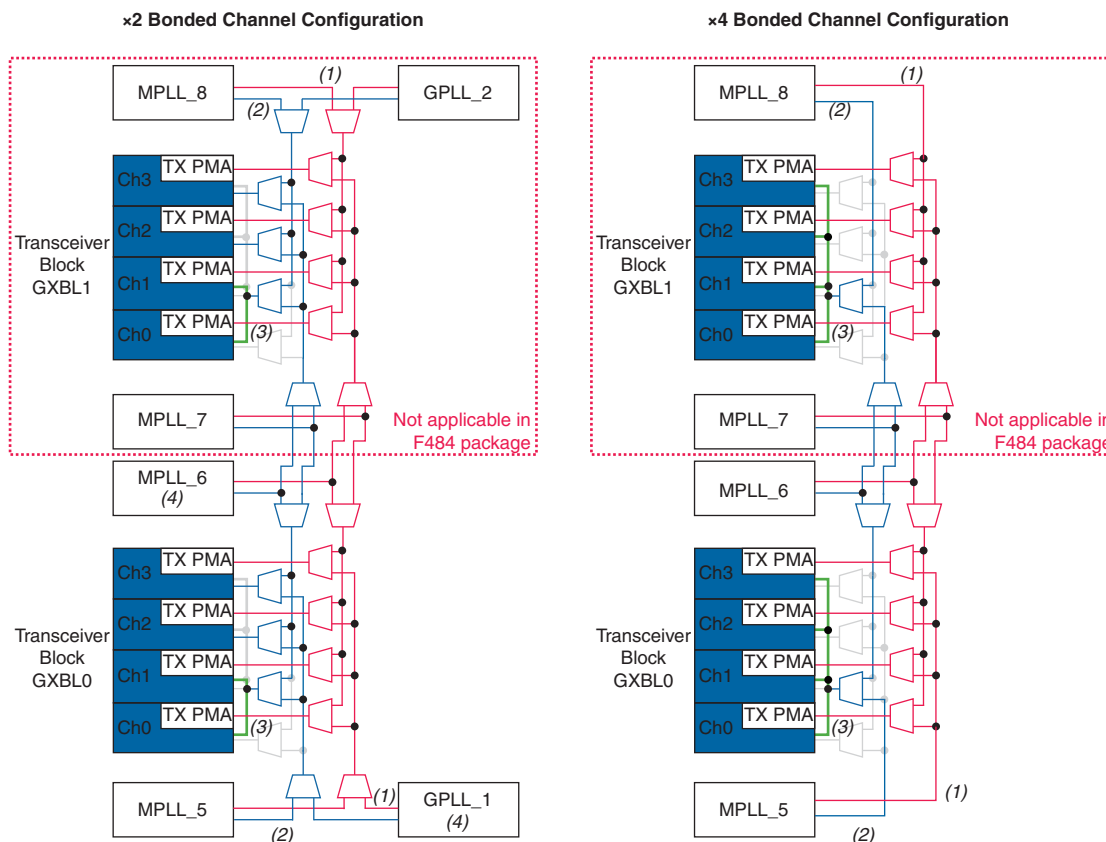 ×2 Bonded Channel Configuration
MPLL_8
(1)
(2)
GPLL_2
TX PMA
Ch3
TX PMA
Ch2
TX PMA
Ch1
TX PMA
Ch0
(3)
Transceiver
Block
GXBL1
MPLL_7
Not applicable in
F484 package
MPLL_6
(4)
TX PMA
Ch3
TX PMA
Ch2
TX PMA
Ch1
TX PMA
Ch0
(3)
Transceiver
Block
GXBL0
MPLL_5
(2)
(1)
GPLL_1
(4)
×4 Bonded Channel Configuration
MPLL_8
(1)
(2)
TX PMA
Ch3
TX PMA
Ch2
TX PMA
Ch1
TX PMA
Ch0
(3)
Transceiver
Block
GXBL1
MPLL_7
Not applicable in
F484 package
MPLL_6
TX PMA
Ch3
TX PMA
Ch2
TX PMA
Ch1
TX PMA
Ch0
(3)
Transceiver
Block
GXBL0
MPLL_5
(1)
(2)